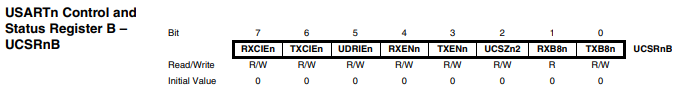 USARTn Control and
Status Register B –
UCSRnB
Bit 7 6 5 4 3 2 1 0
RXCIEn TXCIEn UDRIEn RXENn TXENn UCSZn2 RXB8n TXB8n UCSRnB
Read/Write R/W R/W R/W R/W R/W R/W R R/W
Initial Value 0 0 0 0 0 0 0 0